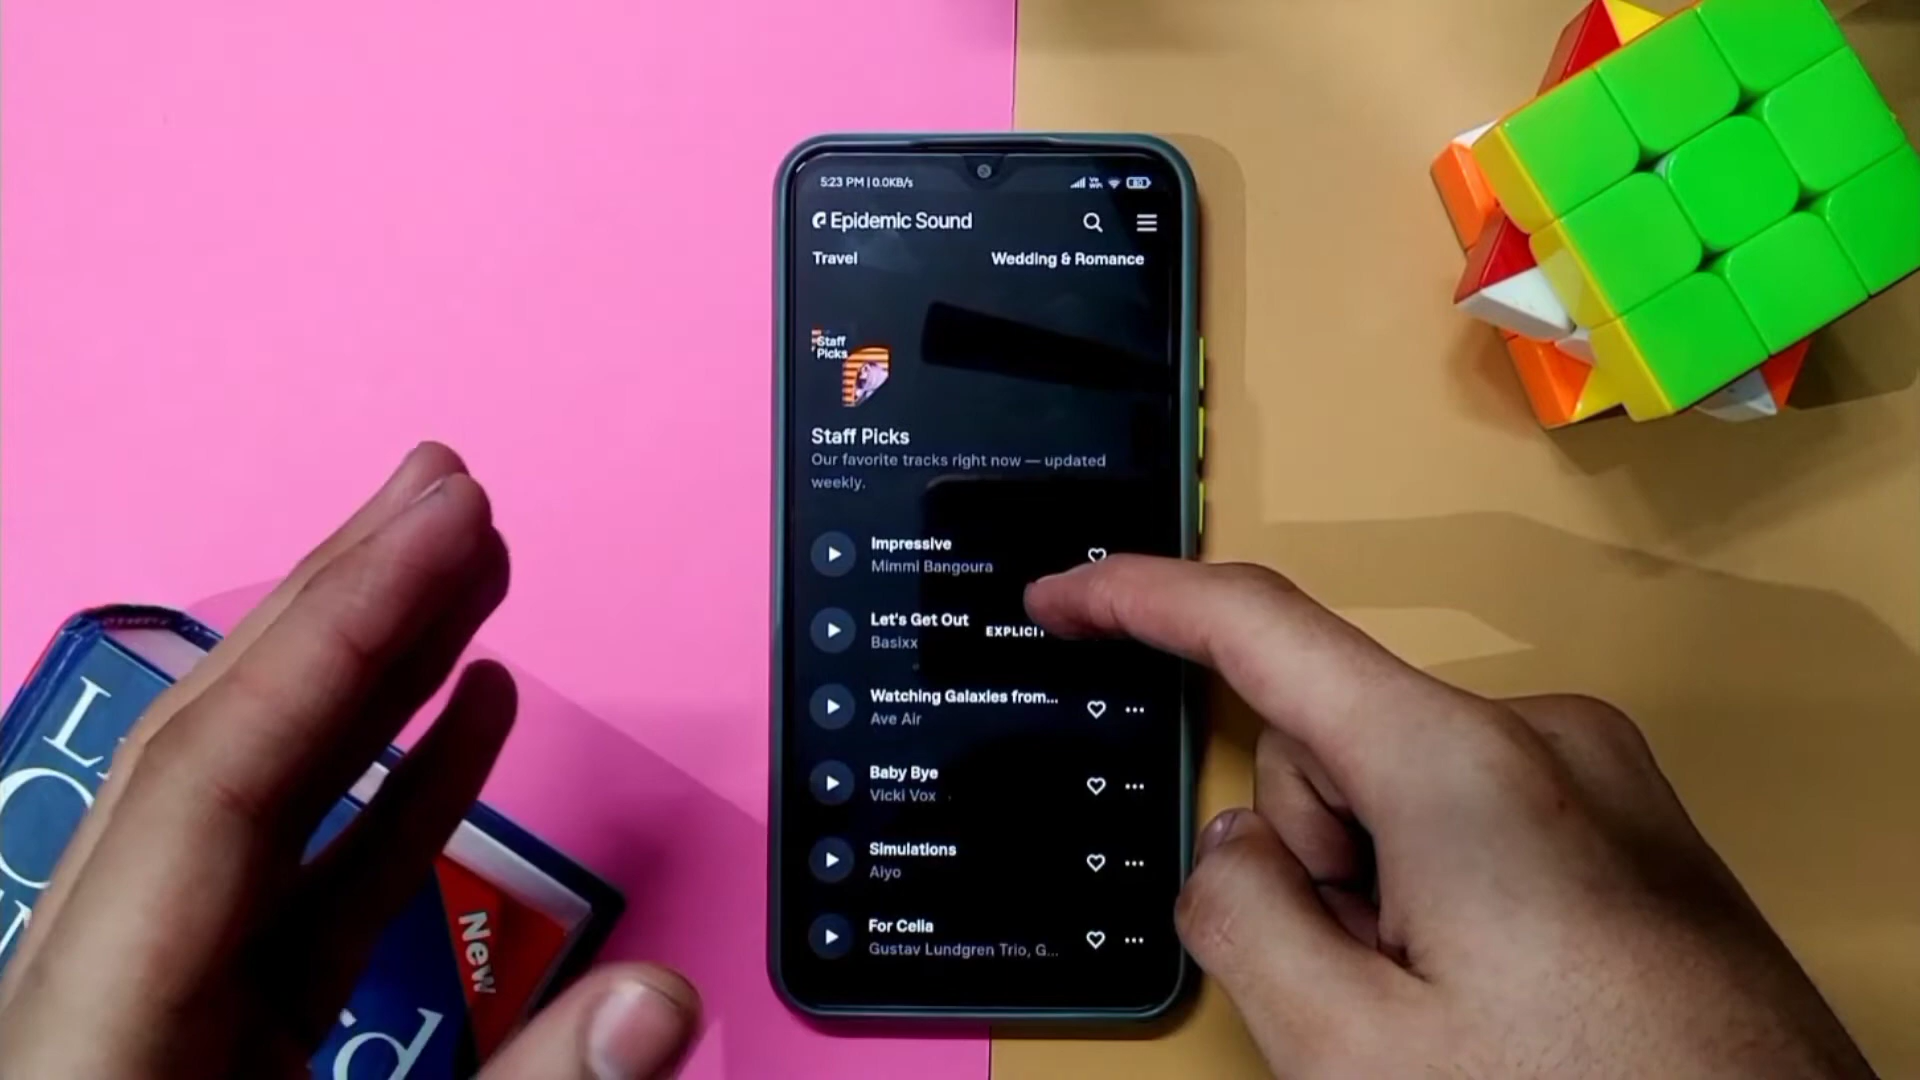 5:23 PM | 0.0KB/s
Epidemic Sound
Travel
Wedding & Romance
Staff
Picks
Staff Picks
Our favorite tracks right now — updated
weekly.
Impressive
Mimmi Bangoura
Let's Get Out
EXPLICIT
Basixx
Watching Galaxies from...
Ave Air
Baby Bye
Vicki Vox
Simulations
Aiyo
For Celia
Gustav Lundgren Trio, G...
New